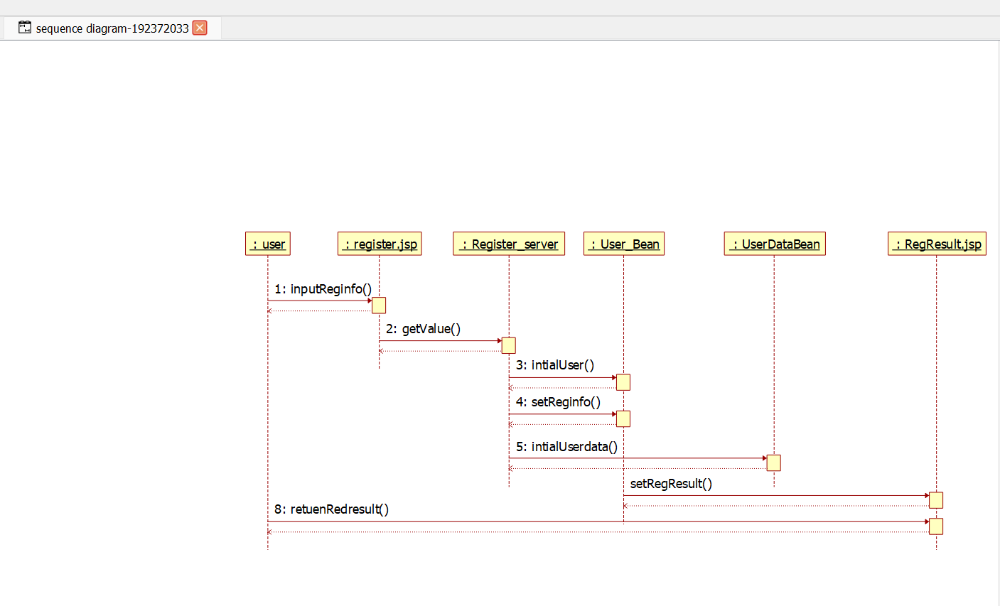 sequence diagram-192372033
: user
: register.jsp
: Register_server
: User_Bean
: UserDataBean
: RegResult.jsp
1: inputReginfo()
2: getValue()
3: intialUser()
4: setReginfo()
5: intialUserdata()
setRegResult()
8: retuenRedresult()